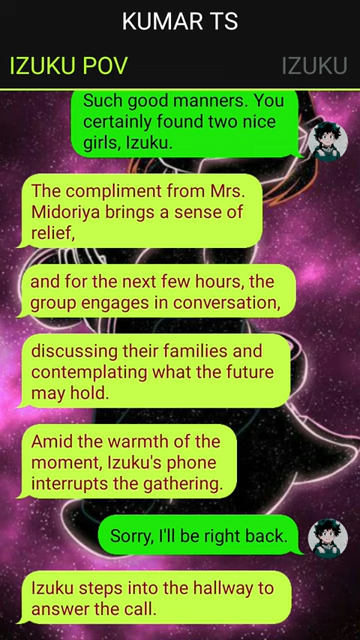 KUMAR TS
IZUKU POV
IZUKU
Such good manners. You
certainly found two nice
girls, Izuku.
The compliment from Mrs.
Midoriya brings a sense of
relief,
and for the next few hours, the
group engages in conversation,
discussing their families and
contemplating what the future
may hold.
Amid the warmth of the
moment, Izuku's phone
interrupts the gathering.
Sorry, I'll be right back.
Izuku steps into the hallway to
answer the call.